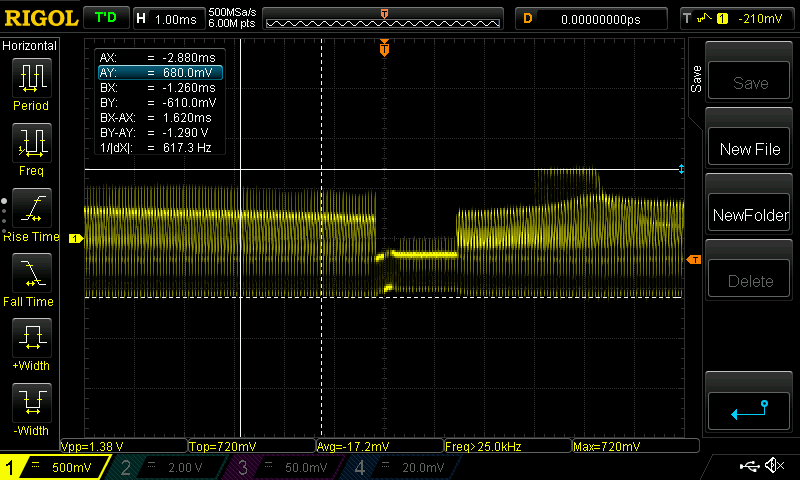 RIGOL T'D H 1.00ms 500MSa/s 6.00M pts T D 0.00000000ps T 1 -210mV
Horizontal
Period
Freq
Rise Time
Fall Time
+Width
-Width
T
AX: = -2.880ms
AY: = 680.0mV
BX: = -1.260ms
BY: = -610.0mV
BX-AX: = 1.620ms
BY-AY: = -1.290 V
1/|dX|: = 617.3 Hz
1
T
Save
Save
New File
NewFolder
Delete
Vpp=1.38 V Top=720mV Avg=-17.2mV Freq>25.0kHz Max=720mV
1 500mV 2 2.00 V 3 50.0mV 4 20.0mV